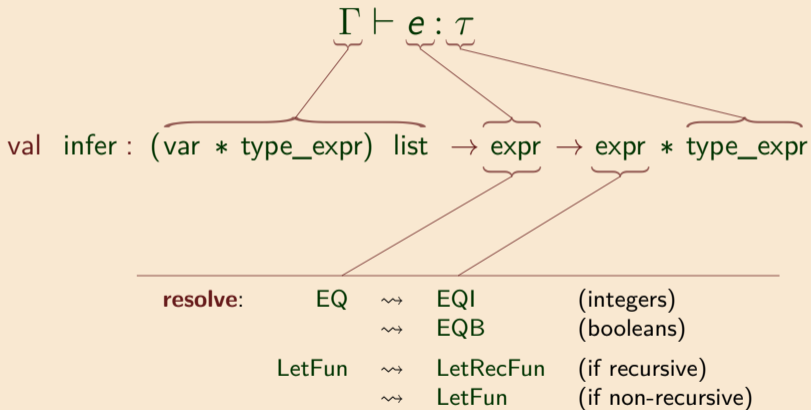 Γ ⊢ e : τ
val infer : (var * type_expr) list → expr → expr * type_expr
resolve: EQ ⇝ EQI (integers)
⇝ EQB (booleans)
LetFun ⇝ LetRecFun (if recursive)
⇝ LetFun (if non-recursive)